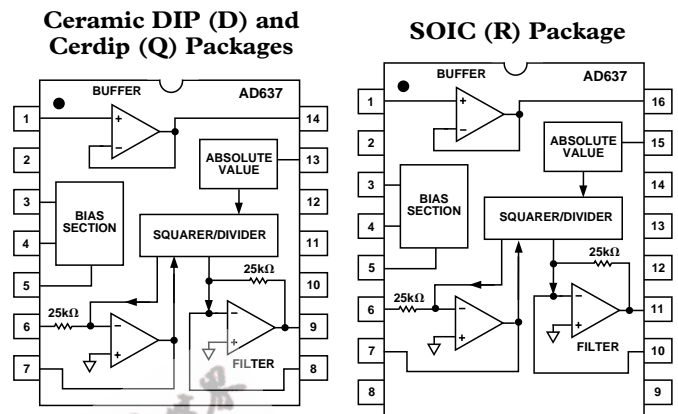 Ceramic DIP (D) and
Cerdip (Q) Packages
BUFFER
AD637
1
14
2
ABSOLUTE
VALUE
13
3
BIAS
SECTION
12
4
SQUARER/DIVIDER
11
5
25kΩ
10
25kΩ
6
9
FILTER
7
8
SOIC (R) Package
BUFFER
AD637
1
16
2
ABSOLUTE
VALUE
15
3
14
BIAS
SECTION
4
SQUARER/DIVIDER
13
25kΩ
5
12
25kΩ
6
11
FILTER
7
10
8
9